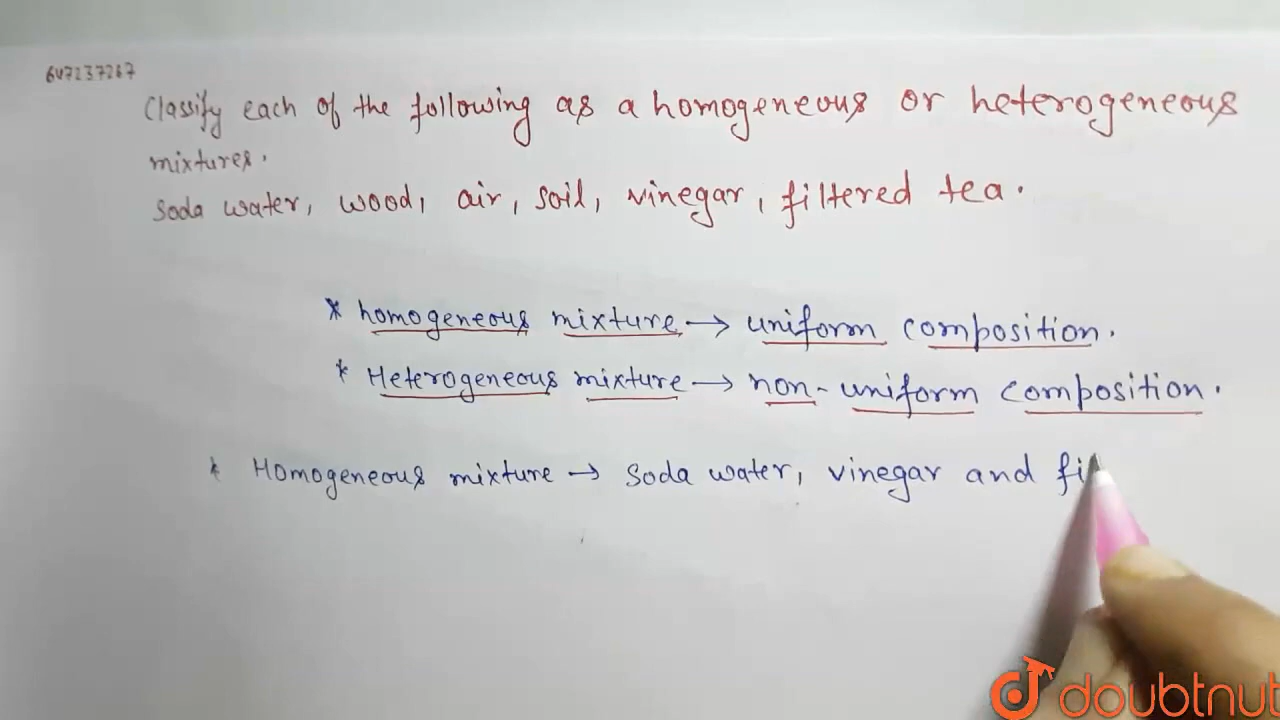 647237267
Classify each of the following as a homogeneous or heterogeneous
mixtures.
Soda water, wood, air, soil, vinegar, filtered tea.
* homogeneous mixture → uniform composition.
* Heterogeneous mixture → non-uniform composition.
* Homogeneous mixture → Soda water, vinegar and fi
doubtnut